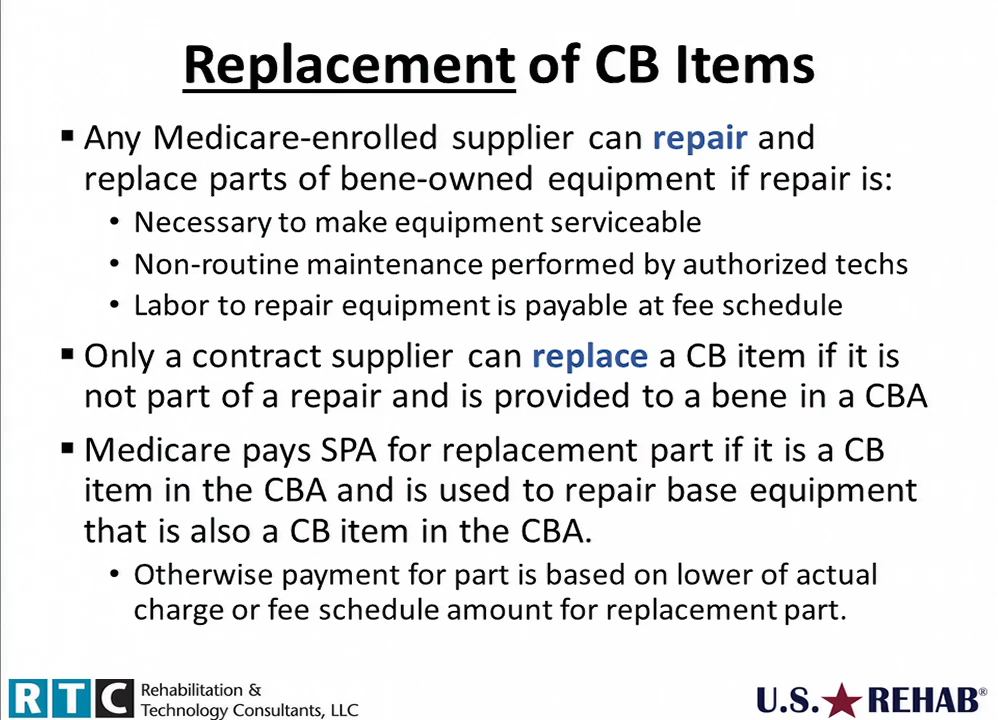 Replacement of CB Items
▪ Any Medicare-enrolled supplier can repair and
replace parts of bene-owned equipment if repair is:
• Necessary to make equipment serviceable
• Non-routine maintenance performed by authorized techs
• Labor to repair equipment is payable at fee schedule
▪ Only a contract supplier can replace a CB item if it is
not part of a repair and is provided to a bene in a CBA
▪ Medicare pays SPA for replacement part if it is a CB
item in the CBA and is used to repair base equipment
that is also a CB item in the CBA.
• Otherwise payment for part is based on lower of actual
charge or fee schedule amount for replacement part.
RTC Rehabilitation &
Technology Consultants, LLC
U.S. REHAB®